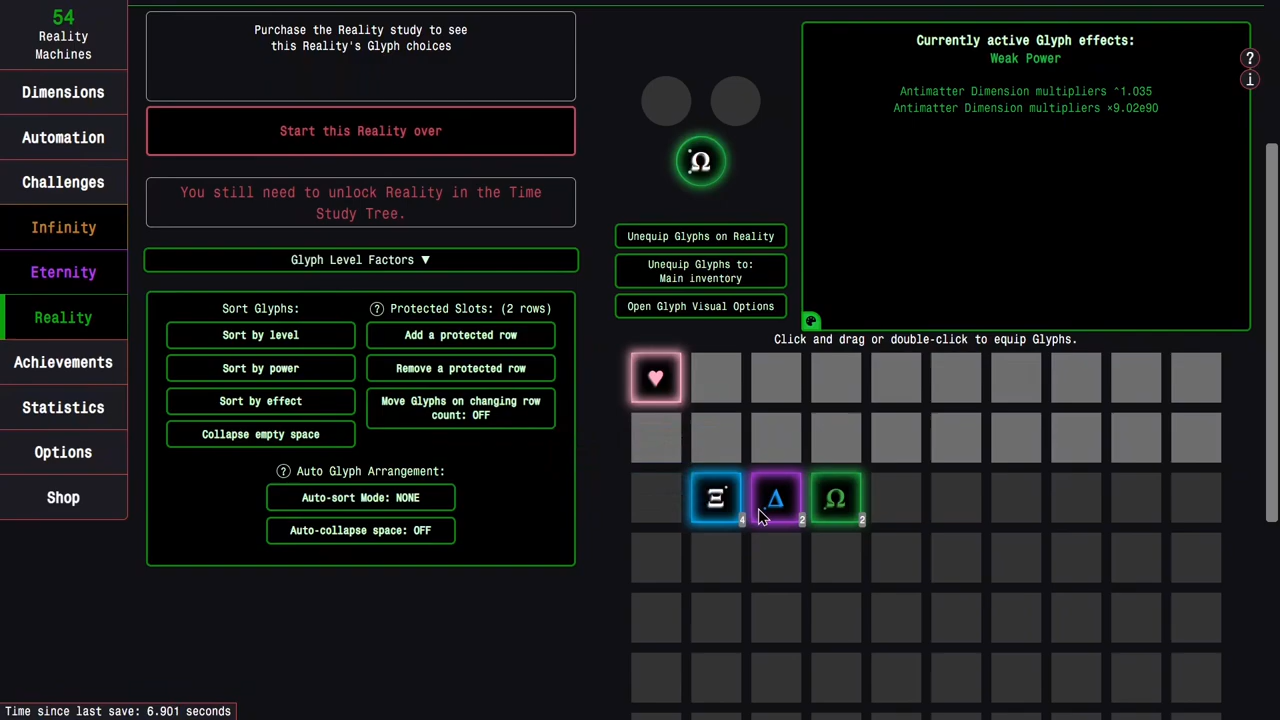 54
Reality
Machines
Dimensions
Automation
Challenges
Infinity
Eternity
Reality
Achievements
Statistics
Options
Shop
Purchase the Reality study to see
this Reality's Glyph choices
Start this Reality over
You still need to unlock Reality in the Time
Study Tree.
Glyph Level Factors ▼
Sort Glyphs:
Sort by level
Sort by power
Sort by effect
Collapse empty space
? Protected Slots: (2 rows)
Add a protected row
Remove a protected row
Move Glyphs on changing row
count: OFF
? Auto Glyph Arrangement:
Auto-sort Mode: NONE
Auto-collapse space: OFF
Ω
Unequip Glyphs on Reality
Unequip Glyphs to:
Main inventory
Open Glyph Visual Options
Currently active Glyph effects:
Weak Power
Antimatter Dimension multipliers ^1.035
Antimatter Dimension multipliers ×9.02e90
?
i
Click and drag or double-click to equip Glyphs.
♥
Ξ 4
Δ 2
Ω 2
Time since last save: 6.901 seconds